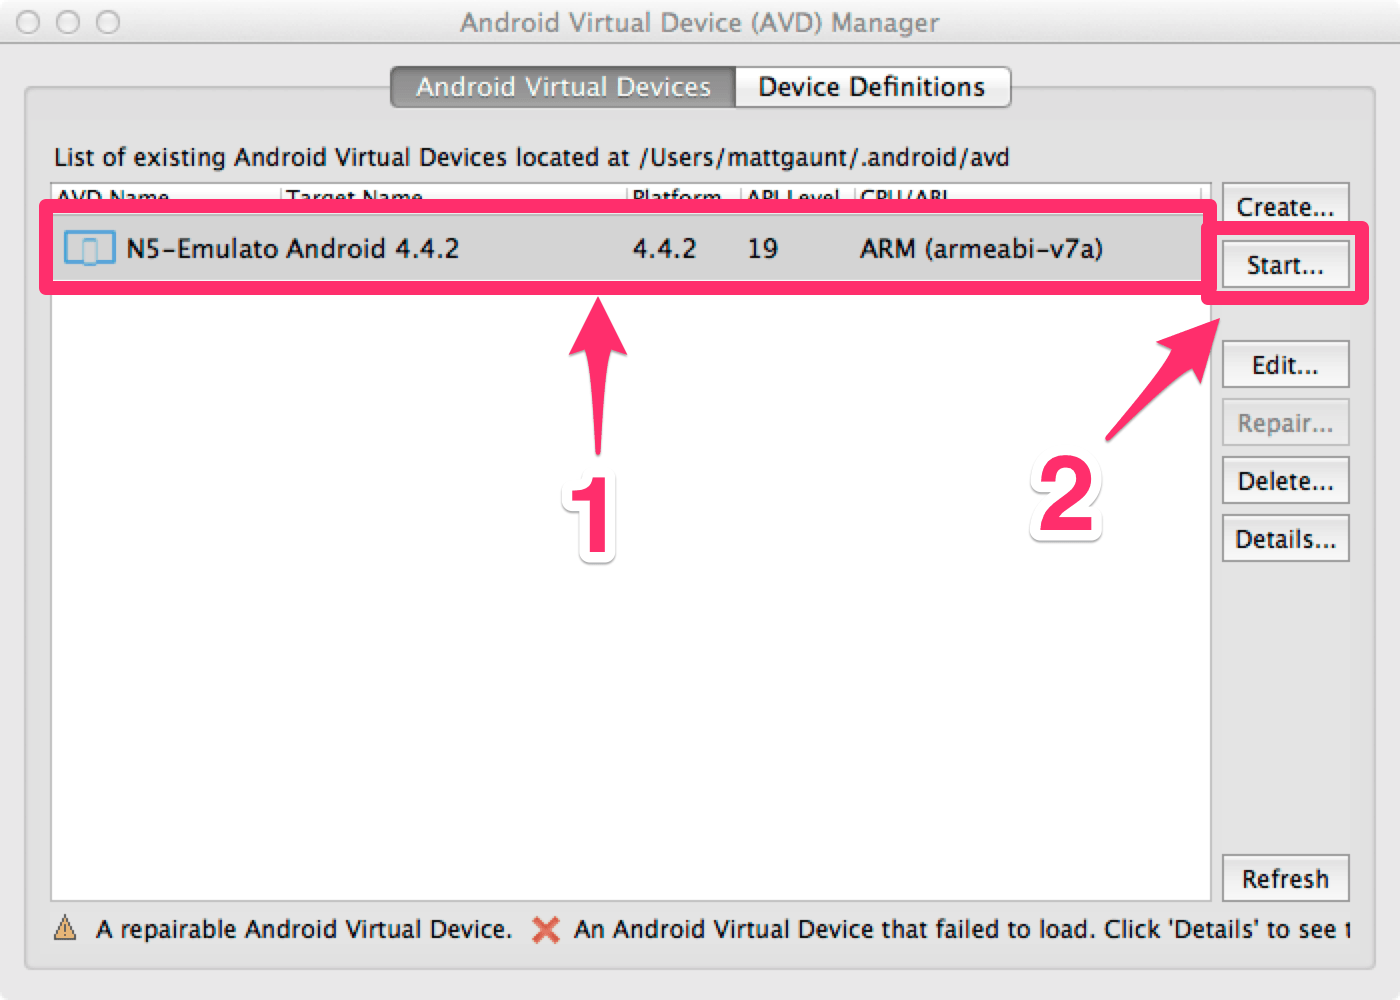 Android Virtual Device (AVD) Manager
Android Virtual Devices
Device Definitions
List of existing Android Virtual Devices located at /Users/mattgaunt/.android/avd
AVD Name Target Name Platform API Level CPU/ABI
Create...
N5-Emulato Android 4.4.2 4.4.2 19 ARM (armeabi-v7a)
Start...
Edit...
Repair...
Delete...
Details...
1
2
Refresh
A repairable Android Virtual Device. An Android Virtual Device that failed to load. Click 'Details' to see